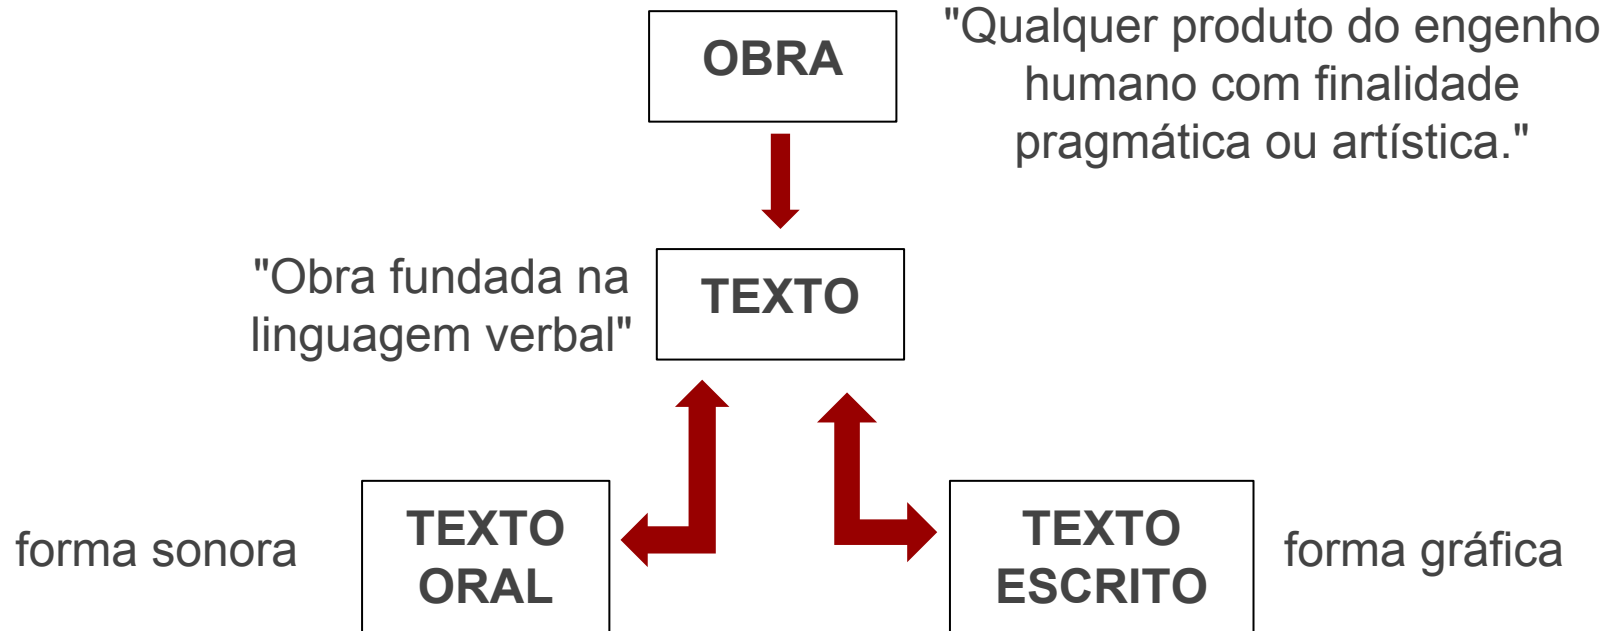 OBRA
"Qualquer produto do engenho
humano com finalidade
pragmática ou artística."
"Obra fundada na
linguagem verbal"
TEXTO
forma sonora
TEXTO
ORAL
TEXTO
ESCRITO
forma gráfica